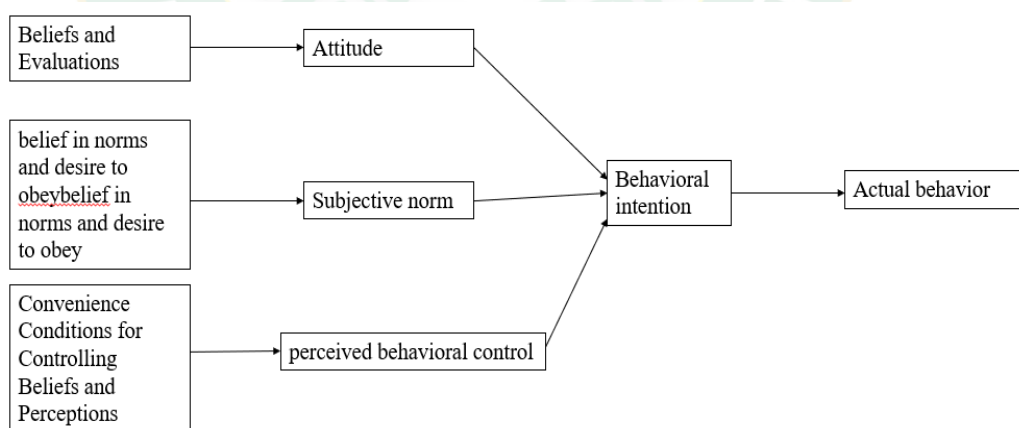 Beliefs and
Evaluations
Attitude
belief in norms
and desire to
obeybelief in
norms and desire
to obey
Subjective norm
Behavioral
intention
Actual behavior
Convenience
Conditions for
Controlling
Beliefs and
Perceptions
perceived behavioral control